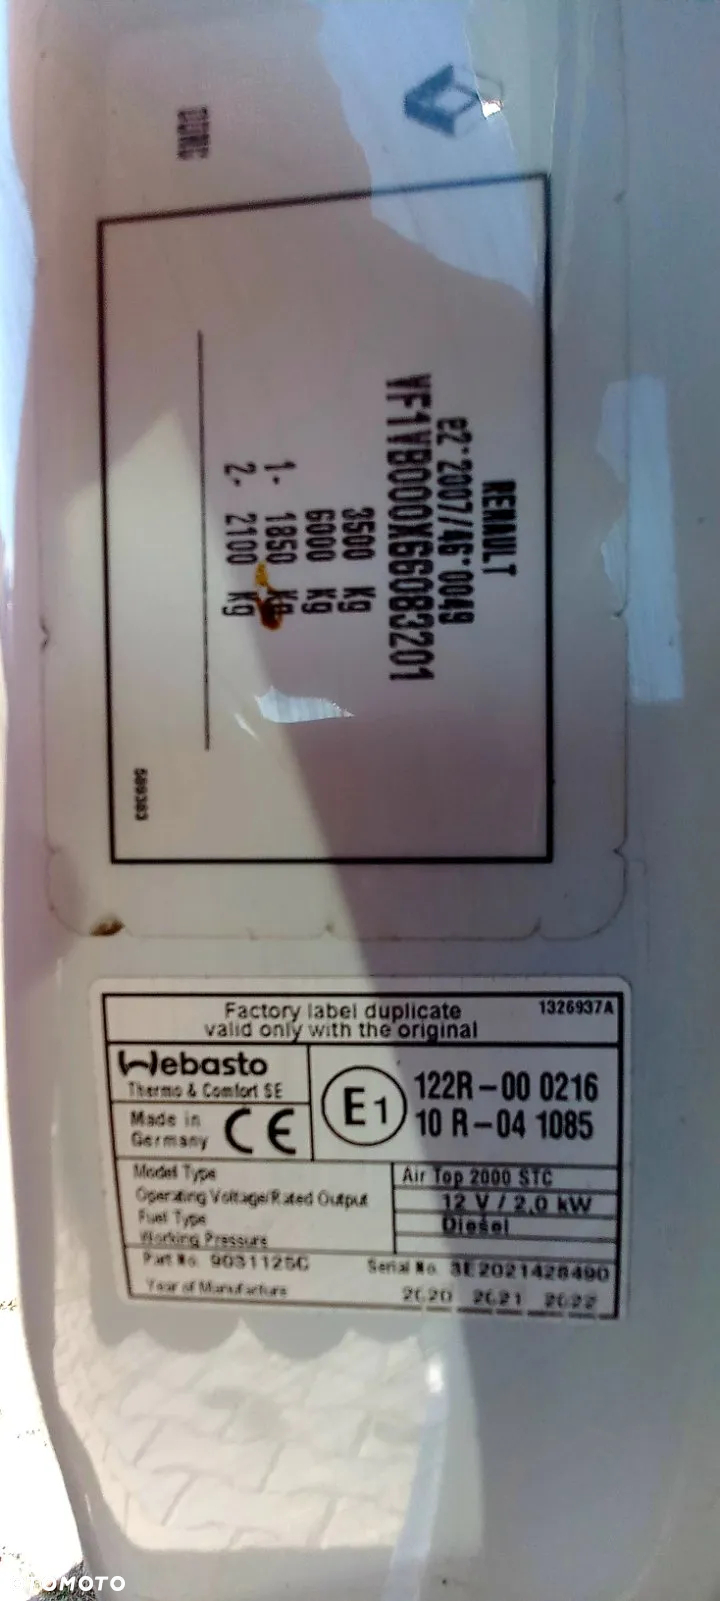 RENAULT
e2*2007/46*0049
VF1VB000X66083201
3500 kg
6000 kg
1- 1850 kg
2- 2100 kg
589383
Factory label duplicate
valid only with the original
1326937A
Webasto
Thermo & Comfort SE
Made in
Germany
CE
E1
122R-00 0216
10 R-04 1085
Model Type
Air Top 2000 STC
Operating Voltage/Rated Output
12 V / 2,0 kW
Fuel Type
Diesel
Working Pressure
Part No. 9031125C
Serial No. 3E2021428490
Year of Manufacture
2020 2021 2022
OTOMOTO